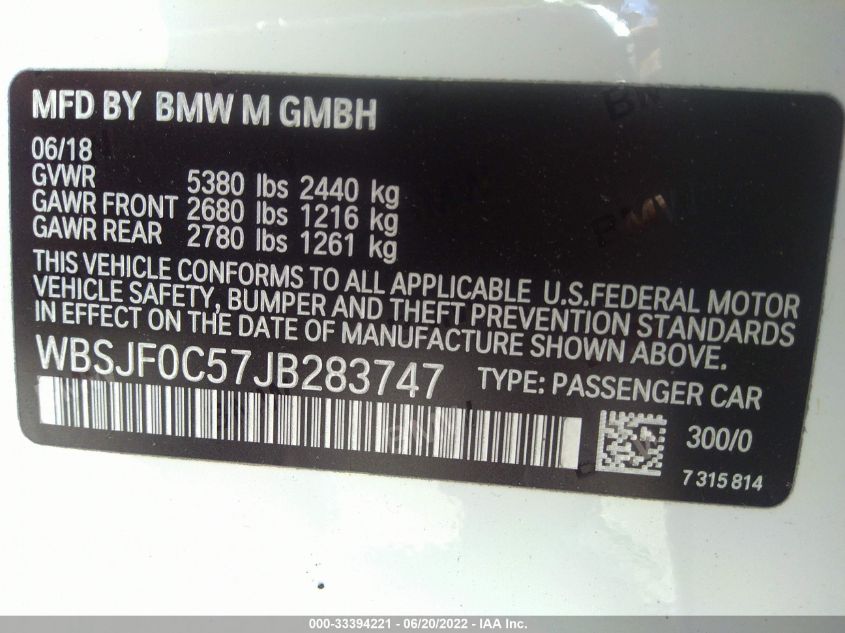 MFD BY BMW M GMBH
06/18
GVWR 5380 lbs 2440 kg
GAWR FRONT 2680 lbs 1216 kg
GAWR REAR 2780 lbs 1261 kg
THIS VEHICLE CONFORMS TO ALL APPLICABLE U.S.FEDERAL MOTOR
VEHICLE SAFETY, BUMPER AND THEFT PREVENTION STANDARDS
IN EFFECT ON THE DATE OF MANUFACTURE SHOWN ABOVE.
WBSJF0C57JB283747 TYPE: PASSENGER CAR
300/0
7 315 814
000-33394221 - 06/20/2022 - IAA Inc.